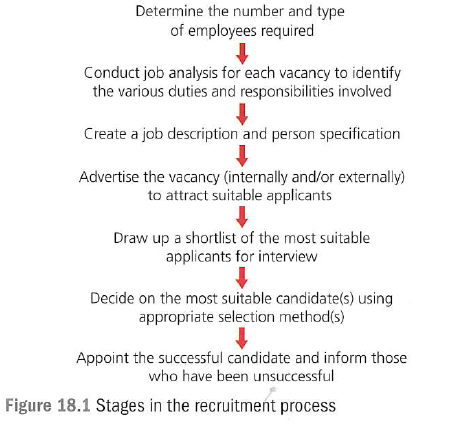 Determine the number and type
of employees required
Conduct job analysis for each vacancy to identify
the various duties and responsibilities involved
Create a job description and person specification
Advertise the vacancy (internally and/or externally)
to attract suitable applicants
Draw up a shortlist of the most suitable
applicants for interview
Decide on the most suitable candidate(s) using
appropriate selection method(s)
Appoint the successful candidate and inform those
who have been unsuccessful
Figure 18.1 Stages in the recruitment process